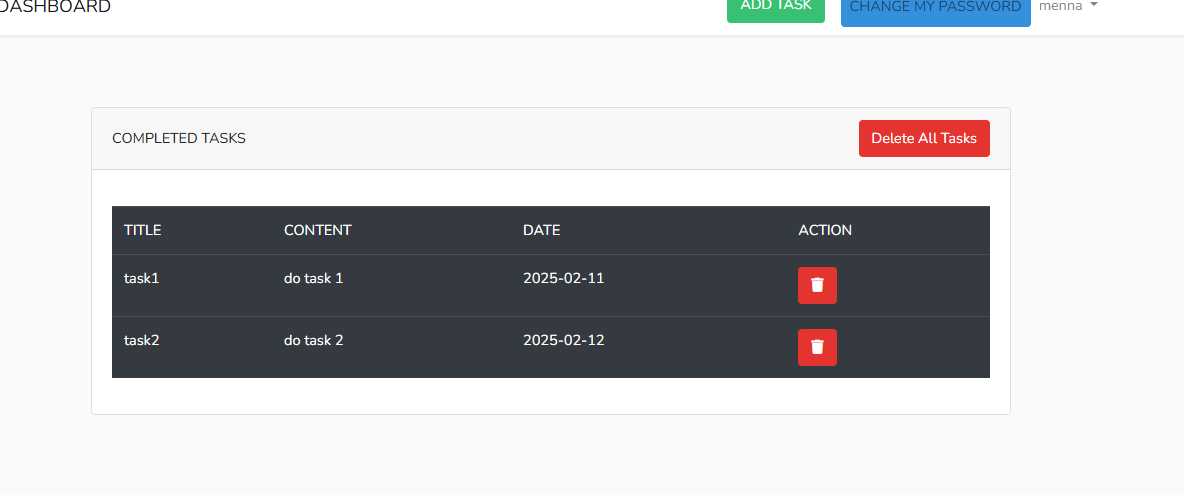 DASHBOARD
ADD TASK CHANGE MY PASSWORD menna
COMPLETED TASKS Delete All Tasks
TITLE CONTENT DATE ACTION
task1 do task 1 2025-02-11
task2 do task 2 2025-02-12